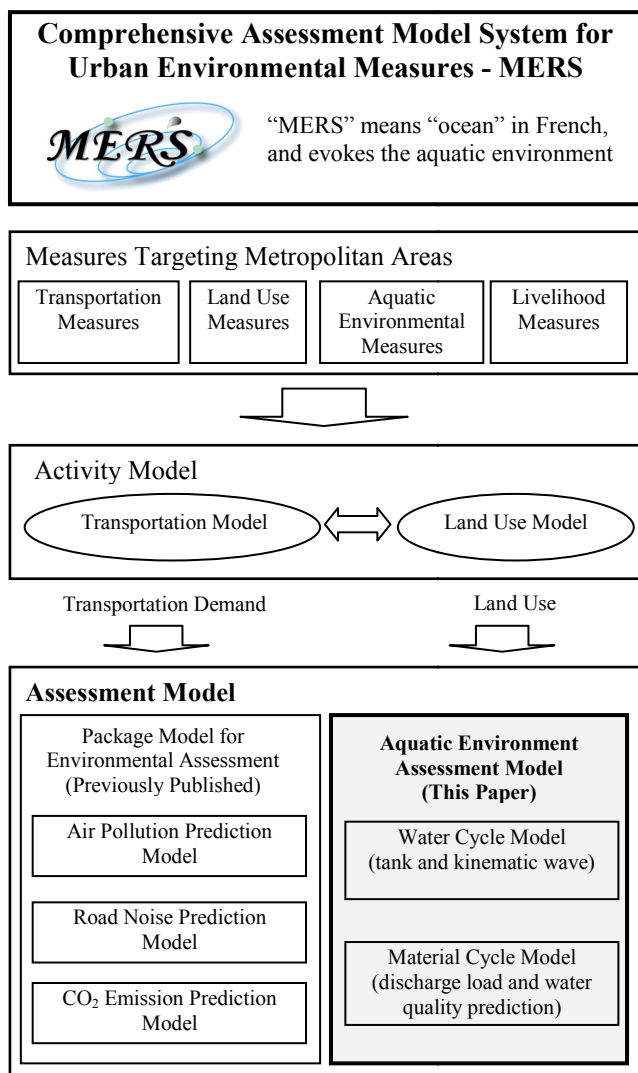 Comprehensive Assessment Model System for
Urban Environmental Measures - MERS
MERS
“MERS” means “ocean” in French,
and evokes the aquatic environment
Measures Targeting Metropolitan Areas
Transportation
Measures
Land Use
Measures
Aquatic
Environmental
Measures
Livelihood
Measures
Activity Model
Transportation Model
Land Use Model
Transportation Demand
Land Use
Assessment Model
Package Model for
Environmental Assessment
(Previously Published)
Air Pollution Prediction
Model
Road Noise Prediction
Model
CO₂ Emission Prediction
Model
Aquatic Environment
Assessment Model
(This Paper)
Water Cycle Model
(tank and kinematic wave)
Material Cycle Model
(discharge load and water
quality prediction)